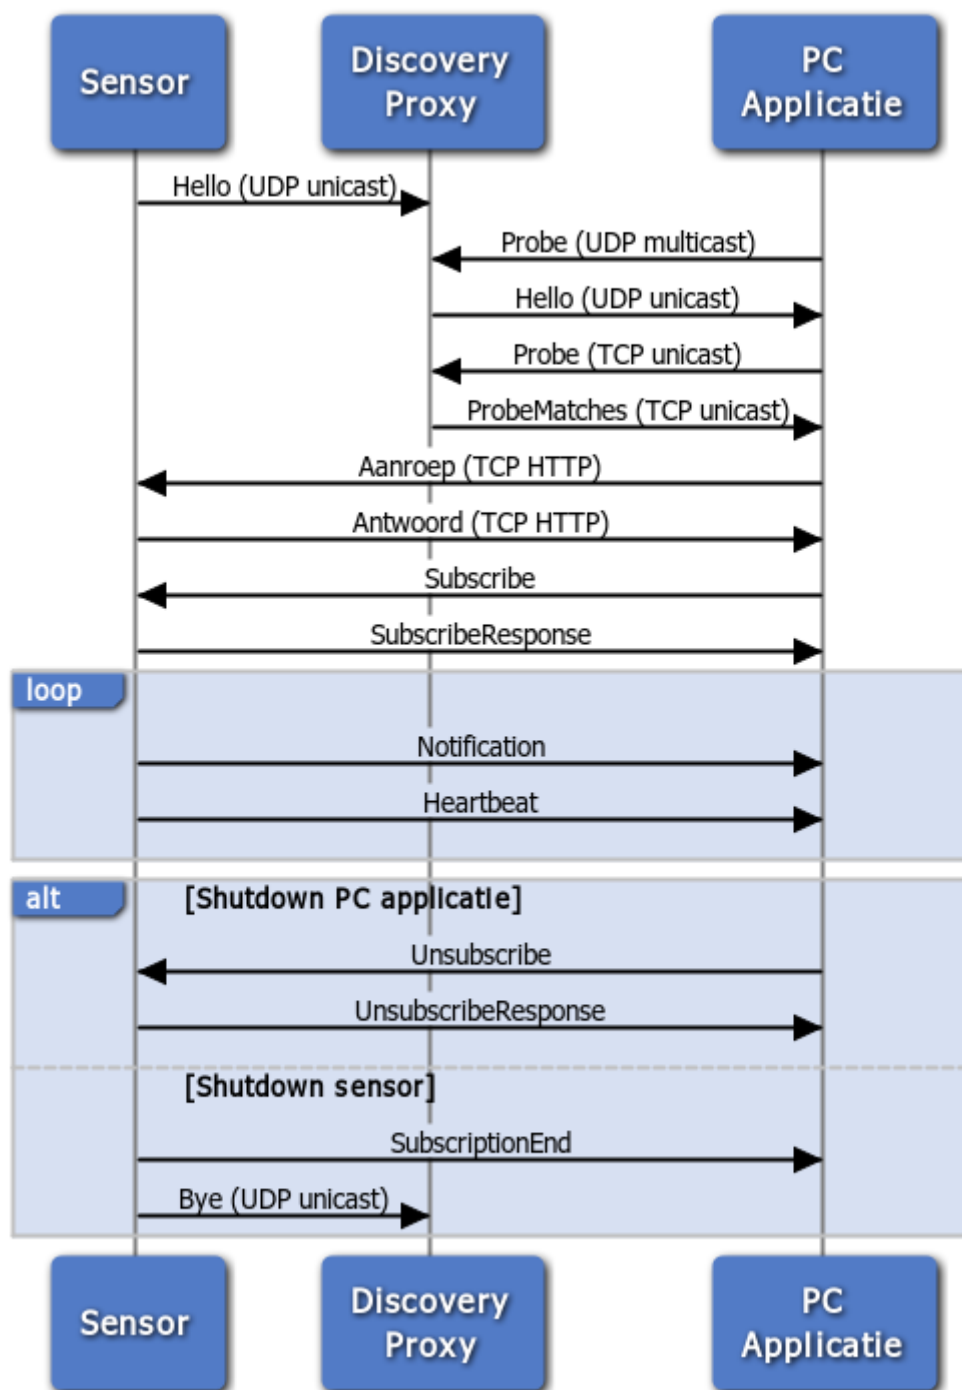 Sensor
Discovery
Proxy
PC
Applicatie
Hello (UDP unicast)
Probe (UDP multicast)
Hello (UDP unicast)
Probe (TCP unicast)
ProbeMatches (TCP unicast)
Aanroep (TCP HTTP)
Antwoord (TCP HTTP)
Subscribe
SubscribeResponse
loop
Notification
Heartbeat
alt
[Shutdown PC applicatie]
Unsubscribe
UnsubscribeResponse
[Shutdown sensor]
SubscriptionEnd
Bye (UDP unicast)
Sensor
Discovery
Proxy
PC
Applicatie